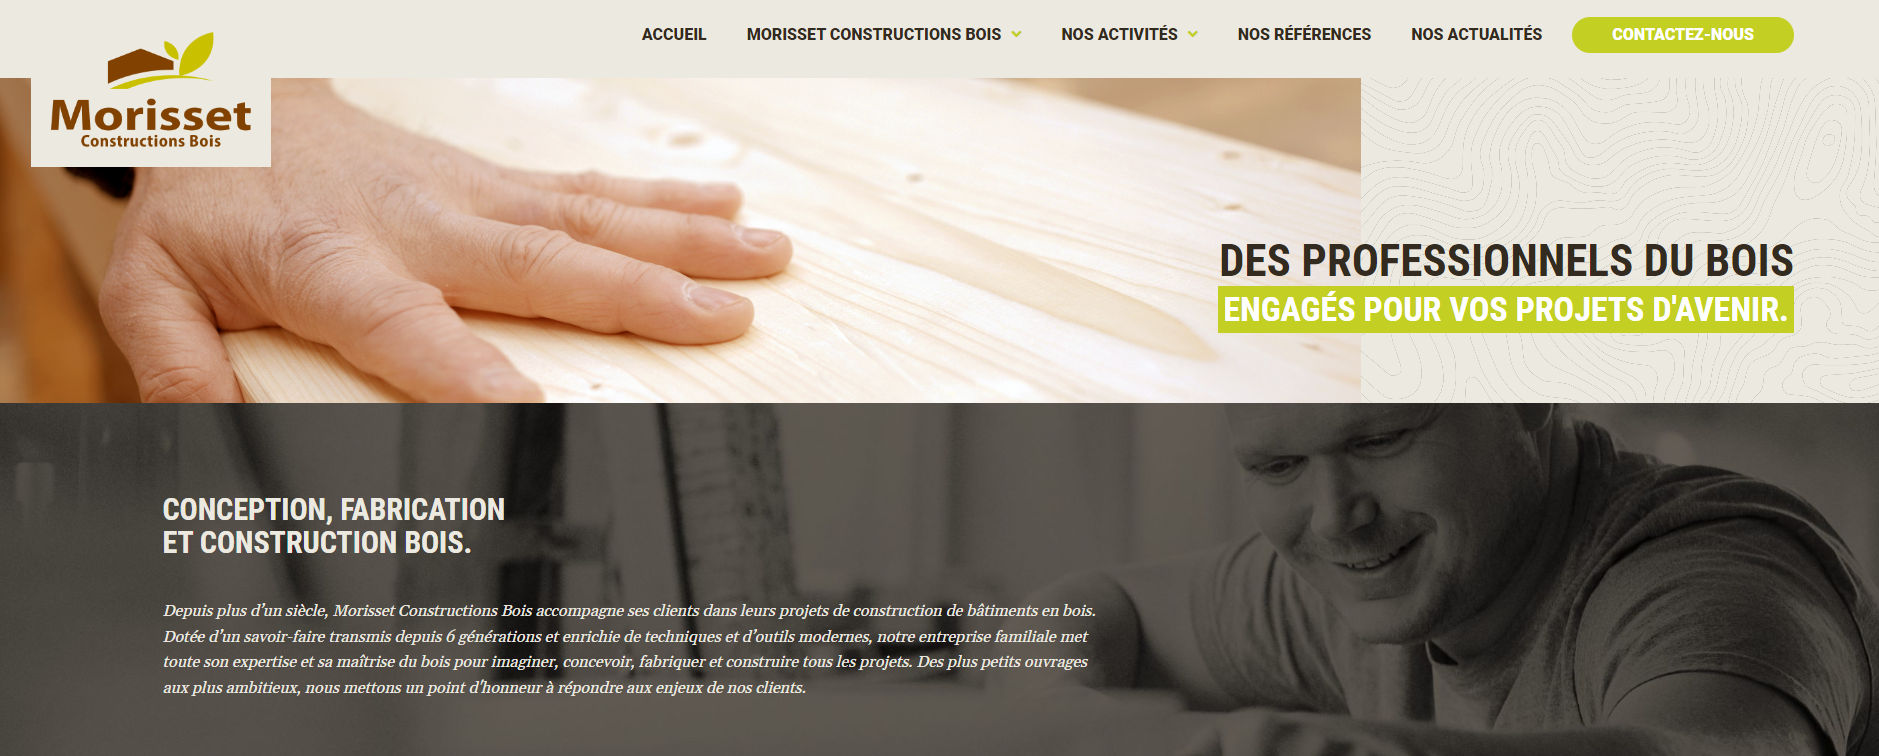 ACCUEIL
MORISSET CONSTRUCTIONS BOIS
NOS ACTIVITÉS
NOS RÉFÉRENCES
NOS ACTUALITÉS
CONTACTEZ-NOUS
Morisset
Constructions Bois
DES PROFESSIONNELS DU BOIS
ENGAGÉS POUR VOS PROJETS D'AVENIR.
CONCEPTION, FABRICATION
ET CONSTRUCTION BOIS.
Depuis plus d’un siècle, Morisset Constructions Bois accompagne ses clients dans leurs projets de construction de bâtiments en bois.
Dotée d’un savoir-faire transmis depuis 6 générations et enrichie de techniques et d’outils modernes, notre entreprise familiale met
toute son expertise et sa maîtrise du bois pour imaginer, concevoir, fabriquer et construire tous les projets. Des plus petits ouvrages
aux plus ambitieux, nous mettons un point d'honneur à répondre aux enjeux de nos clients.